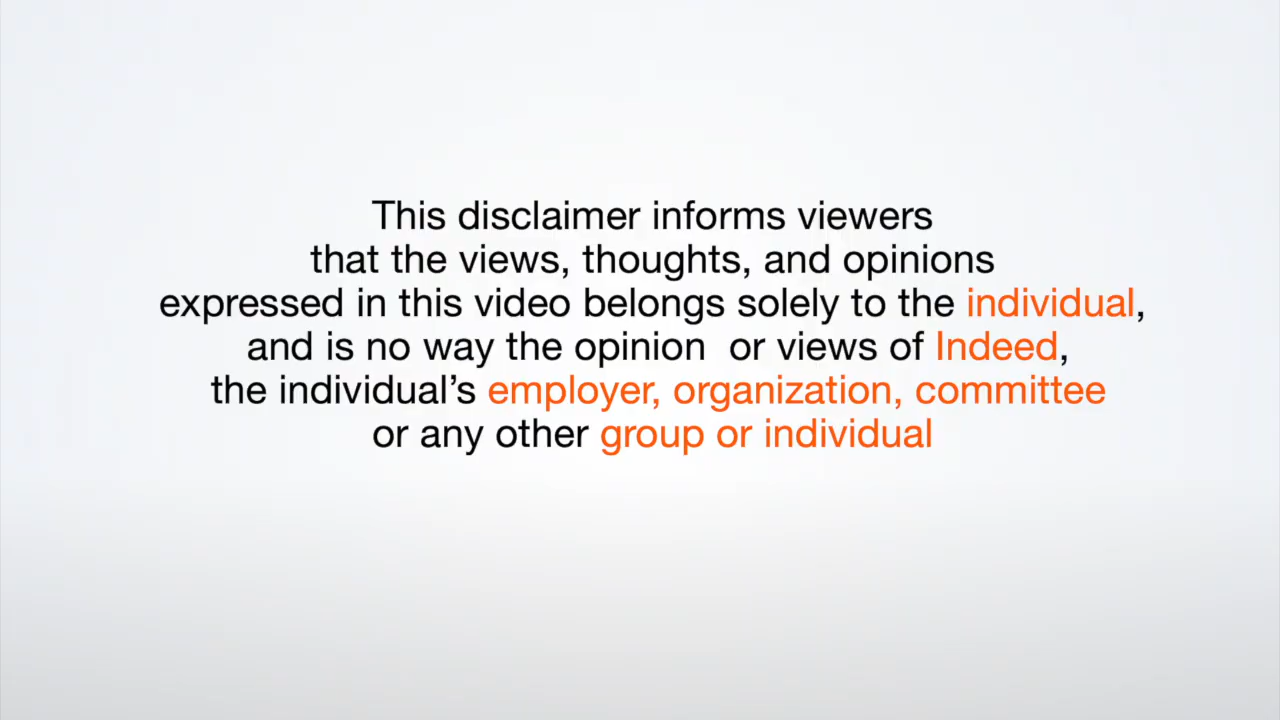 This disclaimer informs viewers
that the views, thoughts, and opinions
expressed in this video belongs solely to the individual,
and is no way the opinion  or views of Indeed,
the individual’s employer, organization, committee
or any other group or individual